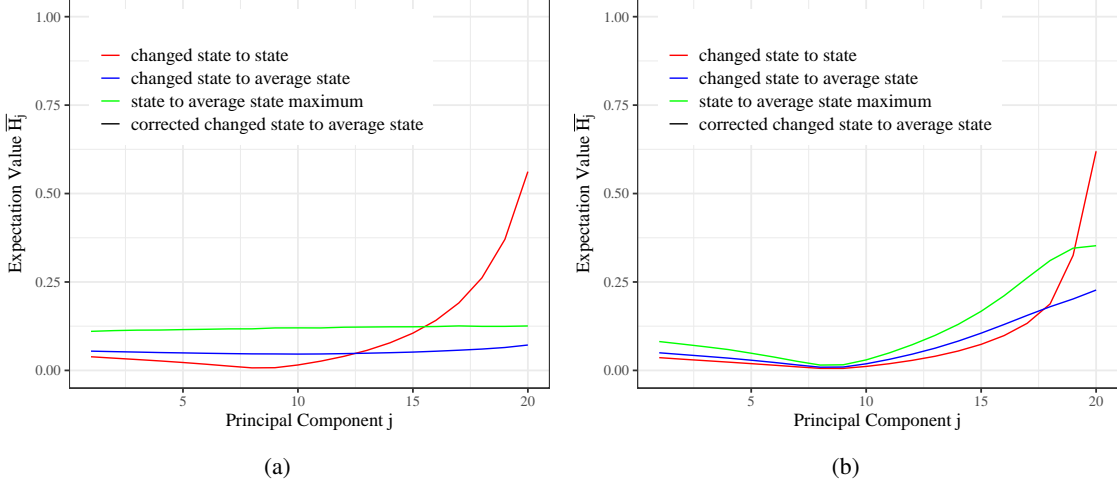 1.00
0.75
0.50
0.25
0.00
Expectation Value H̅j
changed state to state
changed state to average state
state to average state maximum
corrected changed state to average state
5
10
15
20
Principal Component j
(a)
1.00
0.75
0.50
0.25
0.00
Expectation Value H̅j
changed state to state
changed state to average state
state to average state maximum
corrected changed state to average state
5
10
15
20
Principal Component j
(b)